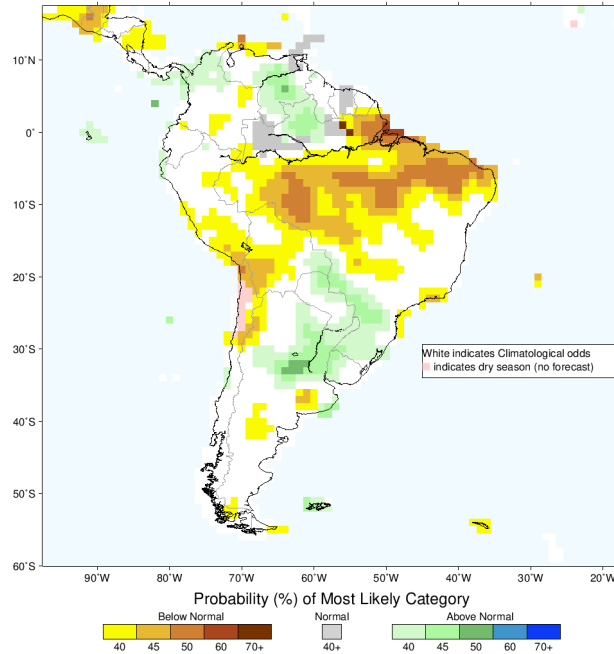 10°N
0°
10°S
20°S
30°S
40°S
50°S
60°S
White indicates Climatological odds
indicates dry season (no forecast)
90°W 80°W 70°W 60°W 50°W 40°W 30°W 20°W
Probability (%) of Most Likely Category
Below Normal Normal Above Normal
40 45 50 60 70+ 40+ 40 45 50 60 70+